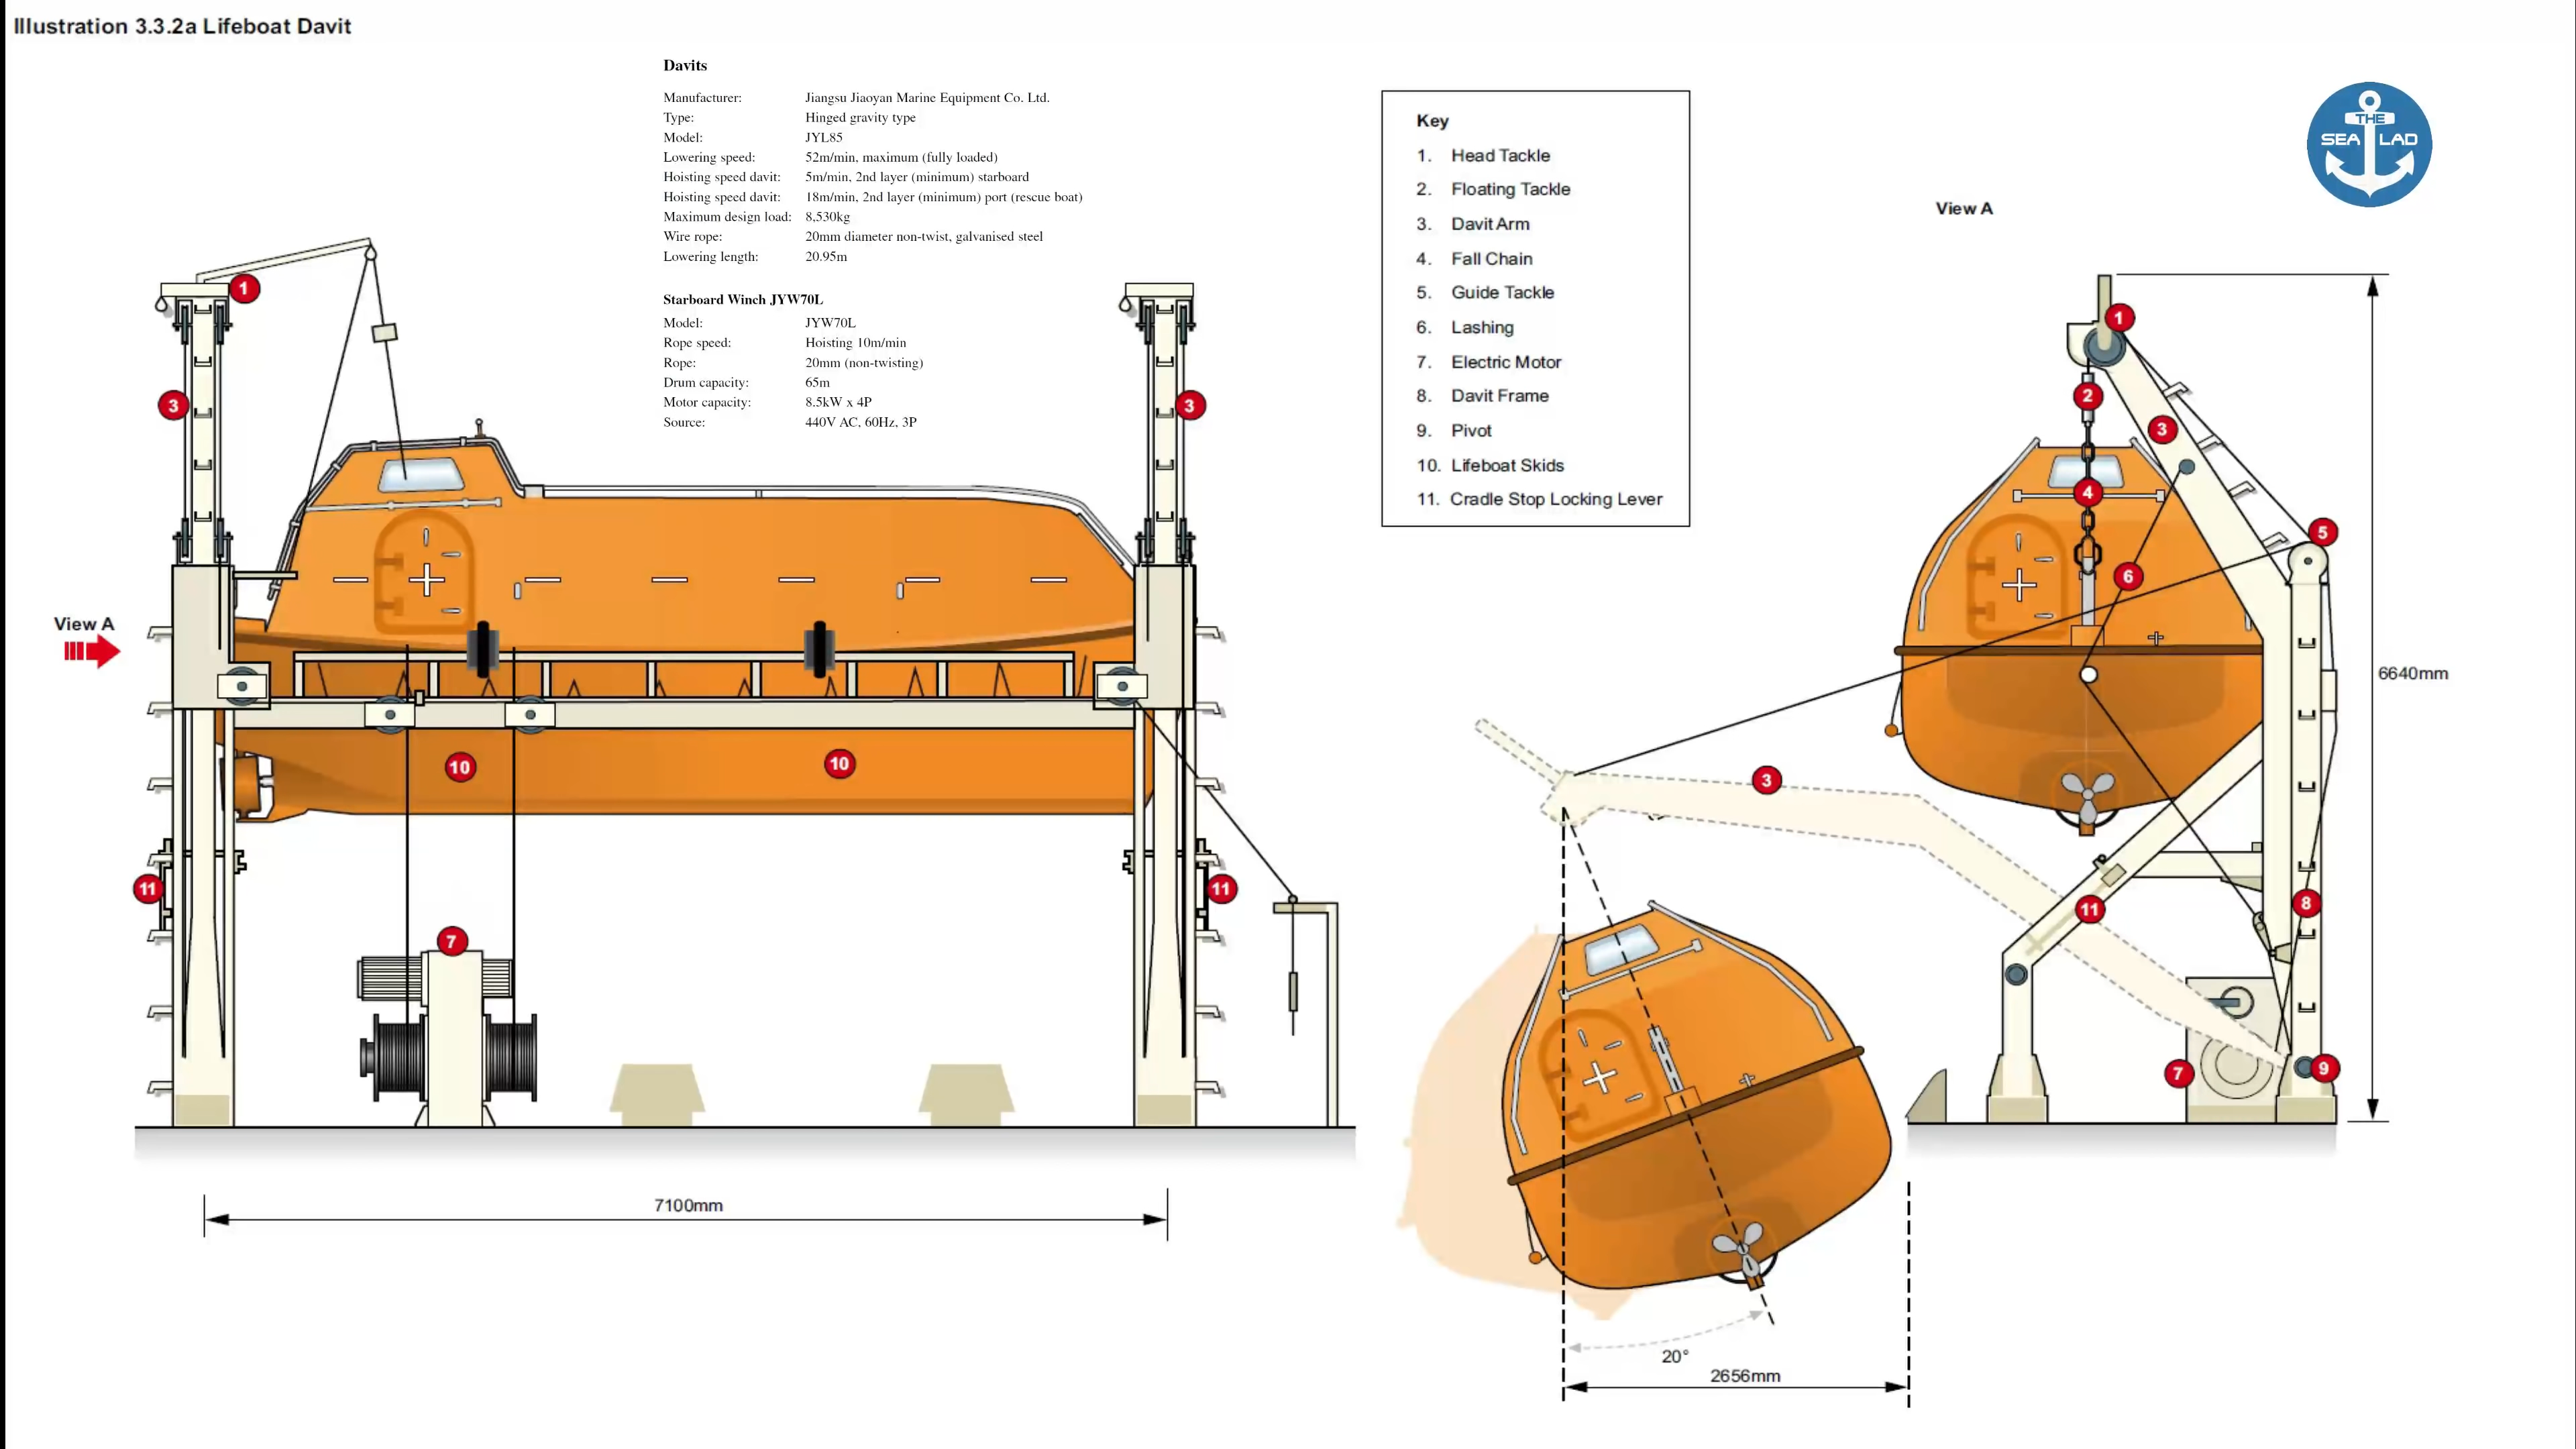 Illustration 3.3.2a Lifeboat Davit
Davits
Manufacturer: Jiangsu Jiaoyan Marine Equipment Co. Ltd.
Type: Hinged gravity type
Model: JYL85
Lowering speed: 52m/min, maximum (fully loaded)
Hoisting speed davit: 5m/min, 2nd layer (minimum) starboard
Hoisting speed davit: 18m/min, 2nd layer (minimum) port (rescue boat)
Maximum design load: 8,530kg
Wire rope: 20mm diameter non-twist, galvanised steel
Lowering length: 20.95m
Starboard Winch JYW70L
Model: JYW70L
Rope speed: Hoisting 10m/min
Rope: 20mm (non-twisting)
Drum capacity: 65m
Motor capacity: 8.5kW x 4P
Source: 440V AC, 60Hz, 3P
Key
1. Head Tackle
2. Floating Tackle
3. Davit Arm
4. Fall Chain
5. Guide Tackle
6. Lashing
7. Electric Motor
8. Davit Frame
9. Pivot
10. Lifeboat Skids
11. Cradle Stop Locking Lever
THE
SEA LAD
View A
1
3
3
View A
10
10
11
11
7
7100mm
1
2
3
4
5
6
6640mm
3
11
8
7
9
20°
2656mm